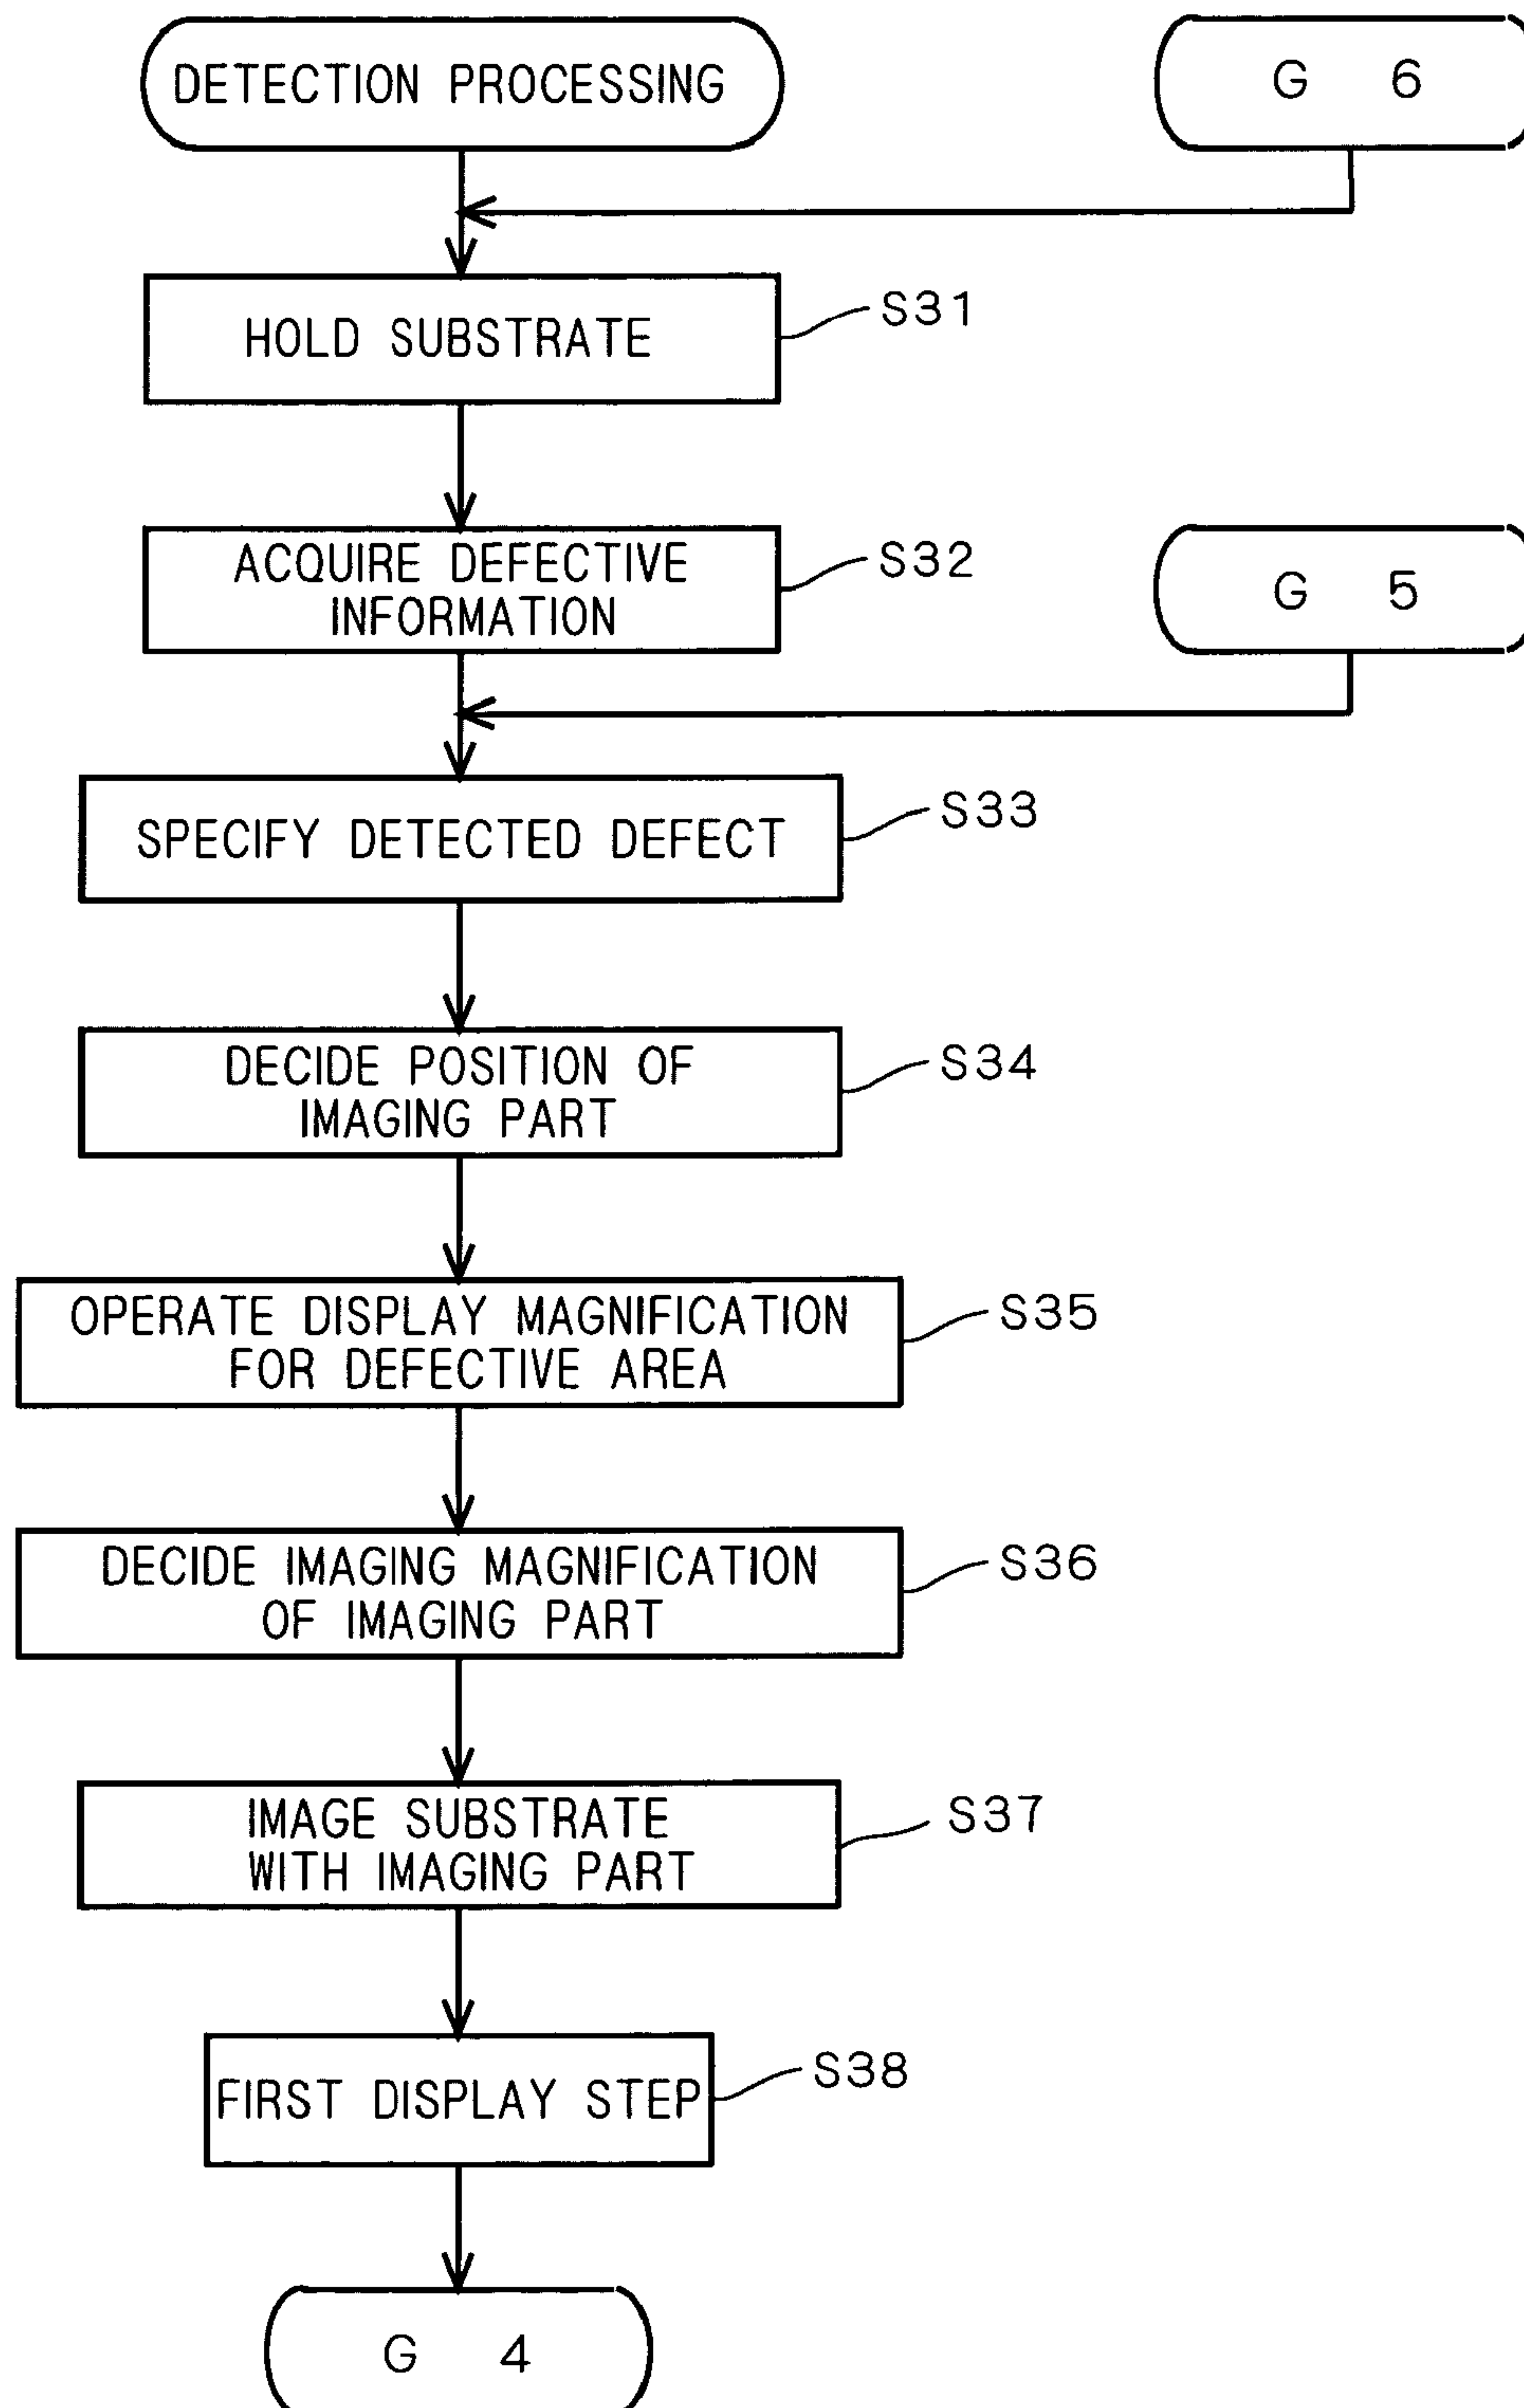 DETECTION PROCESSING
G 6
HOLD SUBSTRATE
S31
ACQUIRE DEFECTIVE
INFORMATION
S32
G 5
SPECIFY DETECTED DEFECT
S33
DECIDE POSITION OF
IMAGING PART
S34
OPERATE DISPLAY MAGNIFICATION
FOR DEFECTIVE AREA
S35
DECIDE IMAGING MAGNIFICATION
OF IMAGING PART
S36
IMAGE SUBSTRATE
WITH IMAGING PART
S37
FIRST DISPLAY STEP
S38
G 4